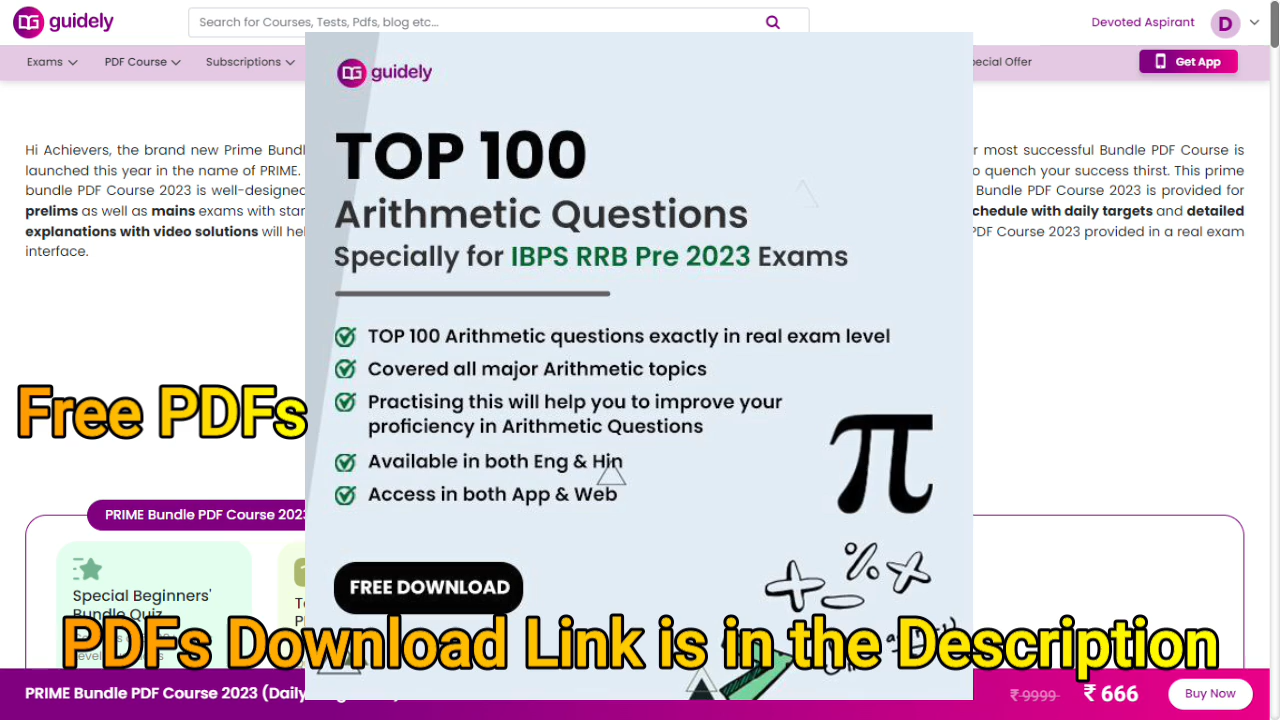 guidely
Search for Courses, Tests, Pdfs, blog etc...
Devoted Aspirant
D
Exams
PDF Course
Subscriptions
Offer
Get App
guidely
TOP 100
Arithmetic Questions
Specially for IBPS RRB Pre 2023 Exams
Hi Achievers, the brand new Prime
most successful Bundle PDF Course is
launched this year in the name of PRIME.
quench your success thirst. This prime
bundle PDF Course 2023 is well-designed
Bundle PDF Course 2023 is provided for
prelims as well as mains exams with
with daily targets and detailed
explanations with video solutions will
PDF Course 2023 provided in a real exam
interface.
TOP 100 Arithmetic questions exactly in real exam level
Covered all major Arithmetic topics
Practising this will help you to improve your
proficiency in Arithmetic Questions
Available in both Eng & Hin
Access in both App & Web
π
Free PDFs
PRIME Bundle PDF Course 2023
Special Beginners'
Bundle Quiz
FREE DOWNLOAD
+ − % ×
PDFs Download Link is in the Description
PRIME Bundle PDF Course 2023
₹ 9999
₹ 666
Buy Now